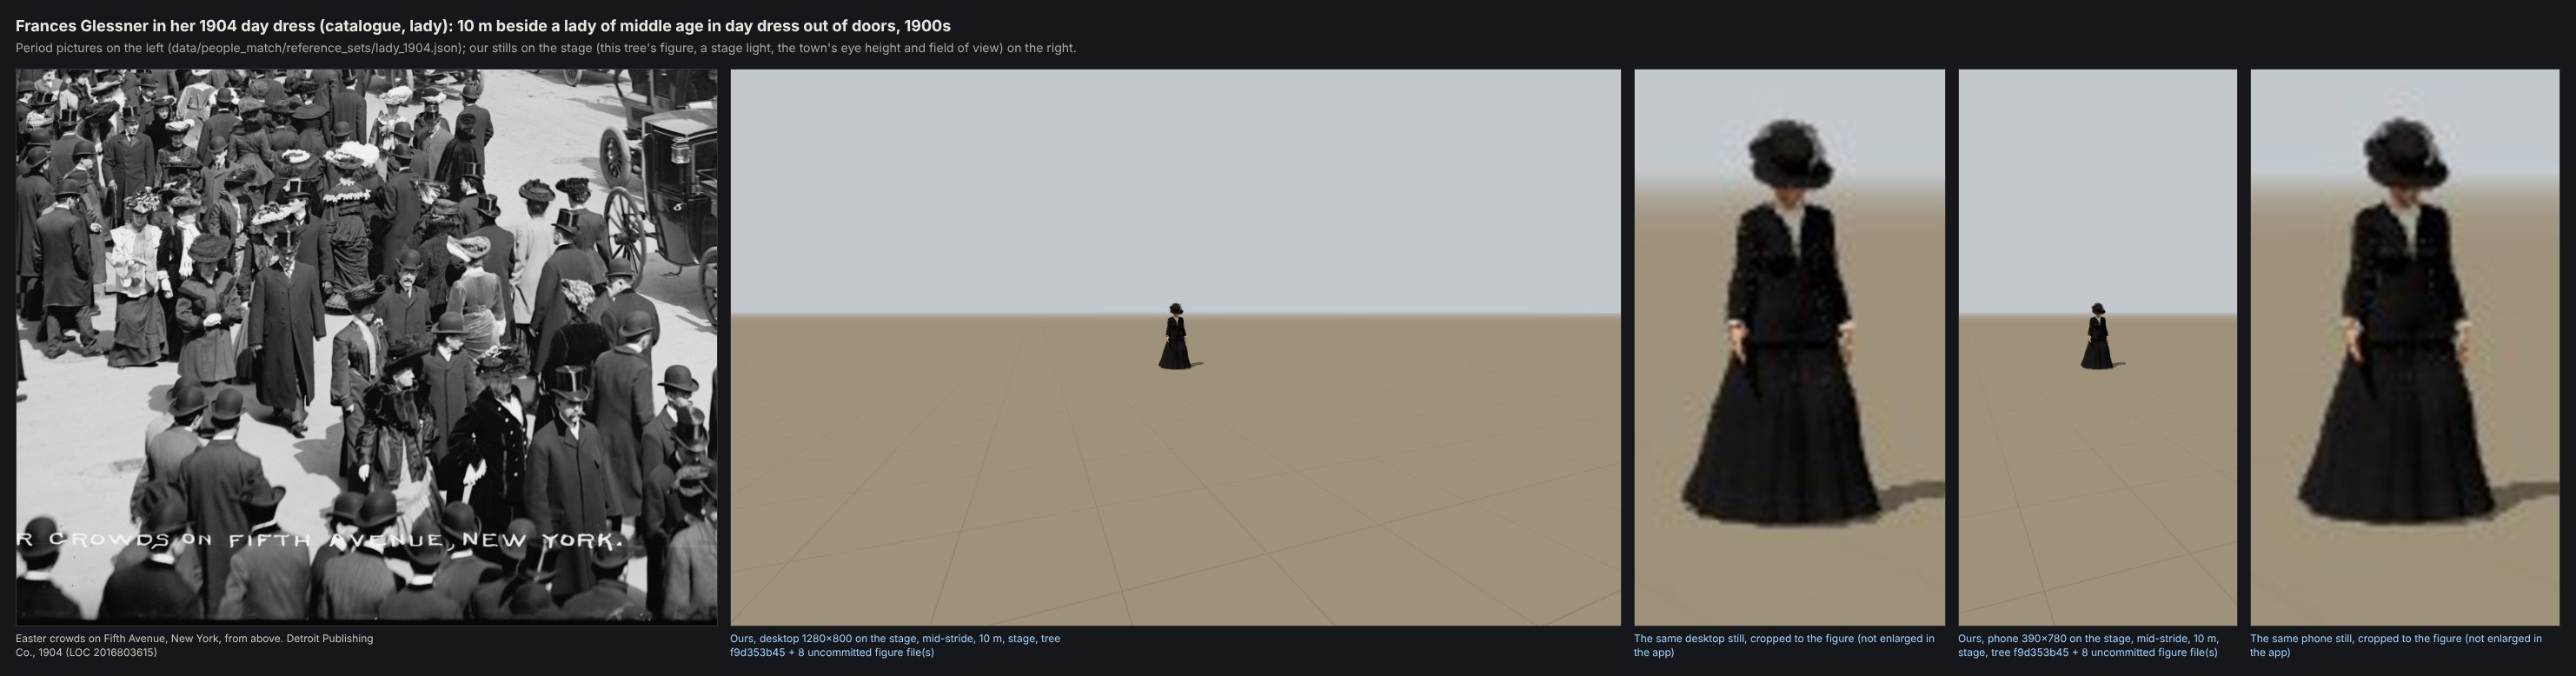 Frances Glessner in her 1904 day dress (catalogue, lady): 10 m beside a lady of middle age in day dress out of doors, 1900s
Period pictures on the left (data/people_match/reference_sets/lady_1904.json); our stills on the stage (this tree's figure, a stage light, the town's eye height and field of view) on the right.
R CROWDS ON FIFTH AVENUE, NEW YORK.
Easter crowds on Fifth Avenue, New York, from above. Detroit Publishing
Co., 1904 (LOC 2016803615)
Ours, desktop 1280×800 on the stage, mid-stride, 10 m, stage, tree
f9d353b45 + 8 uncommitted figure file(s)
The same desktop still, cropped to the figure (not enlarged in
the app)
Ours, phone 390×780 on the stage, mid-stride, 10 m,
stage, tree f9d353b45 + 8 uncommitted figure file(s)
The same phone still, cropped to the figure (not enlarged in
the app)